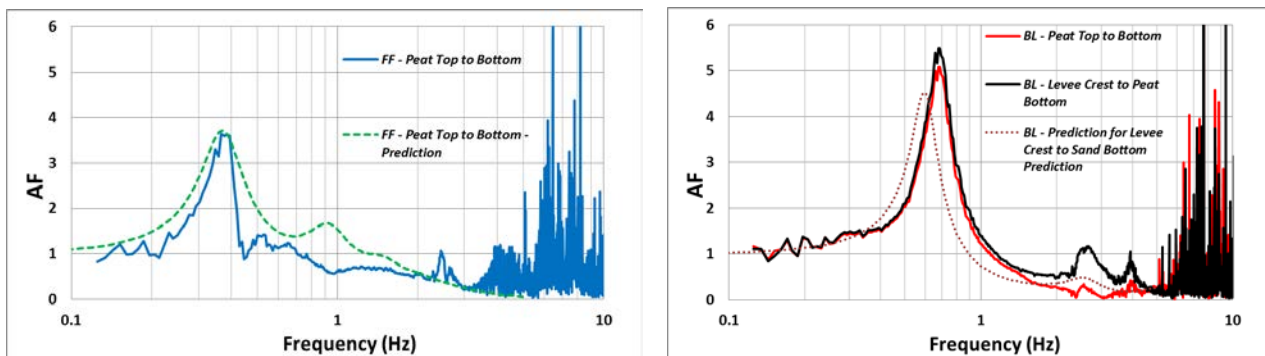 6
5
4
3
2
1
0
AF
FF - Peat Top to Bottom
FF - Peat Top to Bottom -
Prediction
0.1
1
10
Frequency (Hz)
6
5
4
3
2
1
0
AF
BL - Peat Top to Bottom
BL - Levee Crest to Peat
Bottom
BL - Prediction for Levee
Crest to Sand Bottom
Prediction
0.1
1
10
Frequency (Hz)